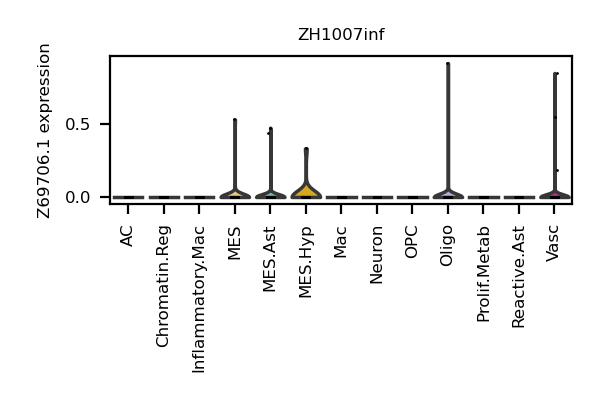 ZH1007inf
Z69706.1 expression
0.5
0.0
AC
Chromatin.Reg
Inflammatory.Mac
MES
MES.Ast
MES.Hyp
Mac
Neuron
OPC
Oligo
Prolif.Metab
Reactive.Ast
Vasc